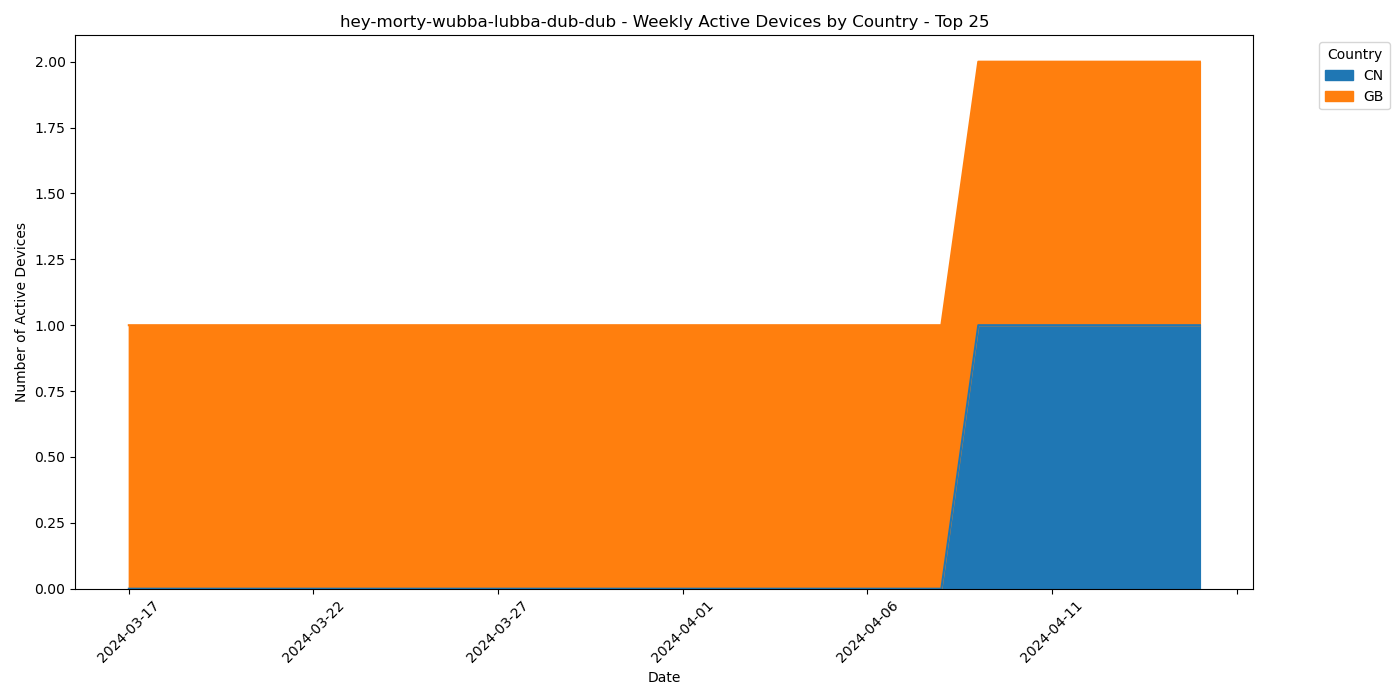 hey-morty-wubba-lubba-dub-dub - Weekly Active Devices by Country - Top 25
Country
CN
GB
2.00
1.75
1.50
1.25
1.00
0.75
0.50
0.25
0.00
Number of Active Devices
2024-03-17
2024-03-22
2024-03-27
2024-04-01
2024-04-06
2024-04-11
Date